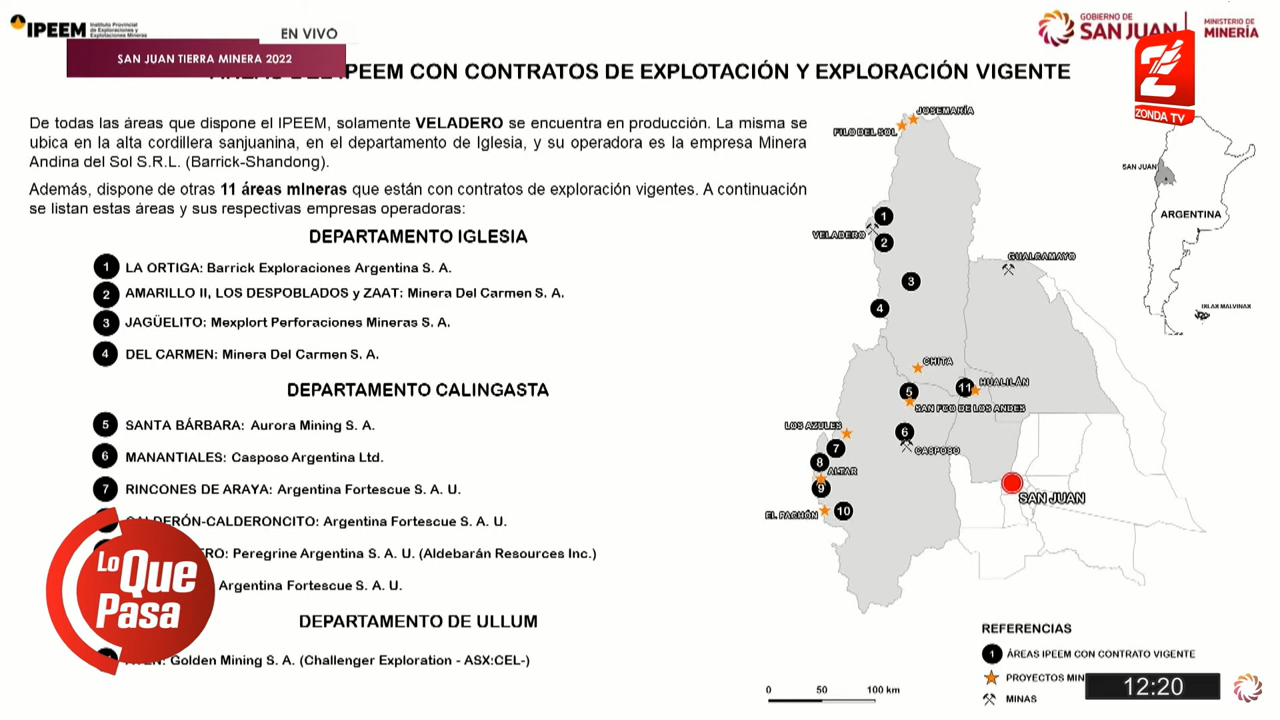 IPEEM
Instituto Provincial
de Exploraciones y
Explotaciones Mineras
EN VIVO
SAN JUAN TIERRA MINERA 2022
GOBIERNO DE
SAN JUAN
MINISTERIO DE
MINERÍA
Z
ZONDA TV
IPEEM CON CONTRATOS DE EXPLOTACIÓN Y EXPLORACIÓN VIGENTE
De todas las áreas que dispone el IPEEM, solamente VELADERO se encuentra en producción. La misma se
ubica en la alta cordillera sanjuanina, en el departamento de Iglesia, y su operadora es la empresa Minera
Andina del Sol S.R.L. (Barrick-Shandong).
Además, dispone de otras 11 áreas mineras que están con contratos de exploración vigentes. A continuación
se listan estas áreas y sus respectivas empresas operadoras:
DEPARTAMENTO IGLESIA
1 LA ORTIGA: Barrick Exploraciones Argentina S. A.
2 AMARILLO II, LOS DESPOBLADOS y ZAAT: Minera Del Carmen S. A.
3 JAGÜELITO: Mexplort Perforaciones Mineras S. A.
4 DEL CARMEN: Minera Del Carmen S. A.
DEPARTAMENTO CALINGASTA
5 SANTA BÁRBARA: Aurora Mining S. A.
6 MANANTIALES: Casposo Argentina Ltd.
7 RINCONES DE ARAYA: Argentina Fortescue S. A. U.
CALDERÓN-CALDERONCITO: Argentina Fortescue S. A. U.
ERO: Peregrine Argentina S. A. U. (Aldebarán Resources Inc.)
Argentina Fortescue S. A. U.
DEPARTAMENTO DE ULLUM
Golden Mining S. A. (Challenger Exploration - ASX:CEL-)
Lo Que
Pasa
JOSEMARÍA
FILO DEL SOL
1
VELADERO
2
3
4
GUALCAMAYO
CHITA
5
11
HUALILÁN
SAN FCO DE LOS ANDES
LOS AZULES
6
CASPOSO
7
8
ALTAR
9
EL PACHÓN
10
SAN JUAN
SAN JUAN
ARGENTINA
ISLAS MALVINAS
REFERENCIAS
1 ÁREAS IPEEM CON CONTRATO VIGENTE
PROYECTOS MIN
MINAS
0 50 100 km
12:20